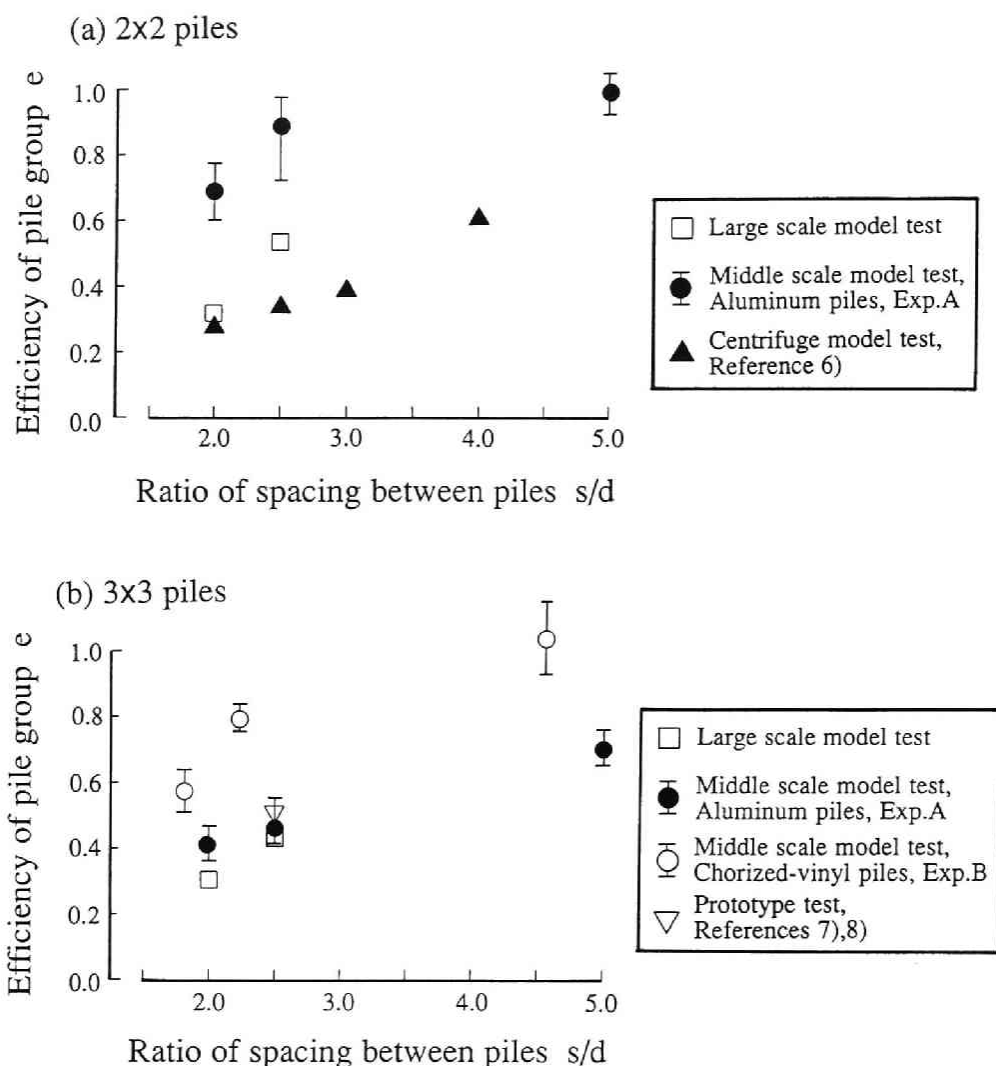 (a) 2x2 piles
Efficiency of pile group e
1.0
0.8
0.6
0.4
0.2
0.0
2.0 3.0 4.0 5.0
Ratio of spacing between piles s/d
Large scale model test
Middle scale model test,
Aluminum piles, Exp.A
Centrifuge model test,
Reference 6)
(b) 3x3 piles
Efficiency of pile group e
1.0
0.8
0.6
0.4
0.2
0.0
2.0 3.0 4.0 5.0
Ratio of spacing between piles s/d
Large scale model test
Middle scale model test,
Aluminum piles, Exp.A
Middle scale model test,
Chorized-vinyl piles, Exp.B
Prototype test,
References 7),8)